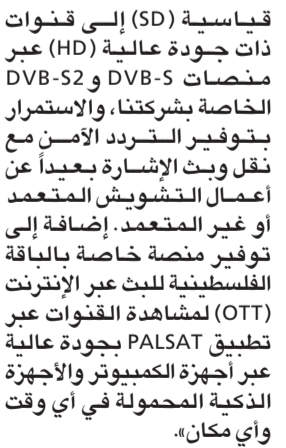 قياسية (SD) إلى قنوات
ذات جودة عالية (HD) عبر
منصات DVB-S وDVB-S2
الخاصة بشركتنا، والاستمرار
بتوفير التردد الآمن مع
نقل وبث الإشارة بعيداً عن
أعمال التشويش المتعمد
أو غير المتعمد. إضافة إلى
توفير منصة خاصة بالباقة
الفلسطينية للبث عبر الإنترنت
(OTT) لمشاهدة القنوات عبر
تطبيق PALSAT بجودة عالية
عبر أجهزة الكمبيوتر والأجهزة
الذكية المحمولة في أي وقت
وأي مكان».